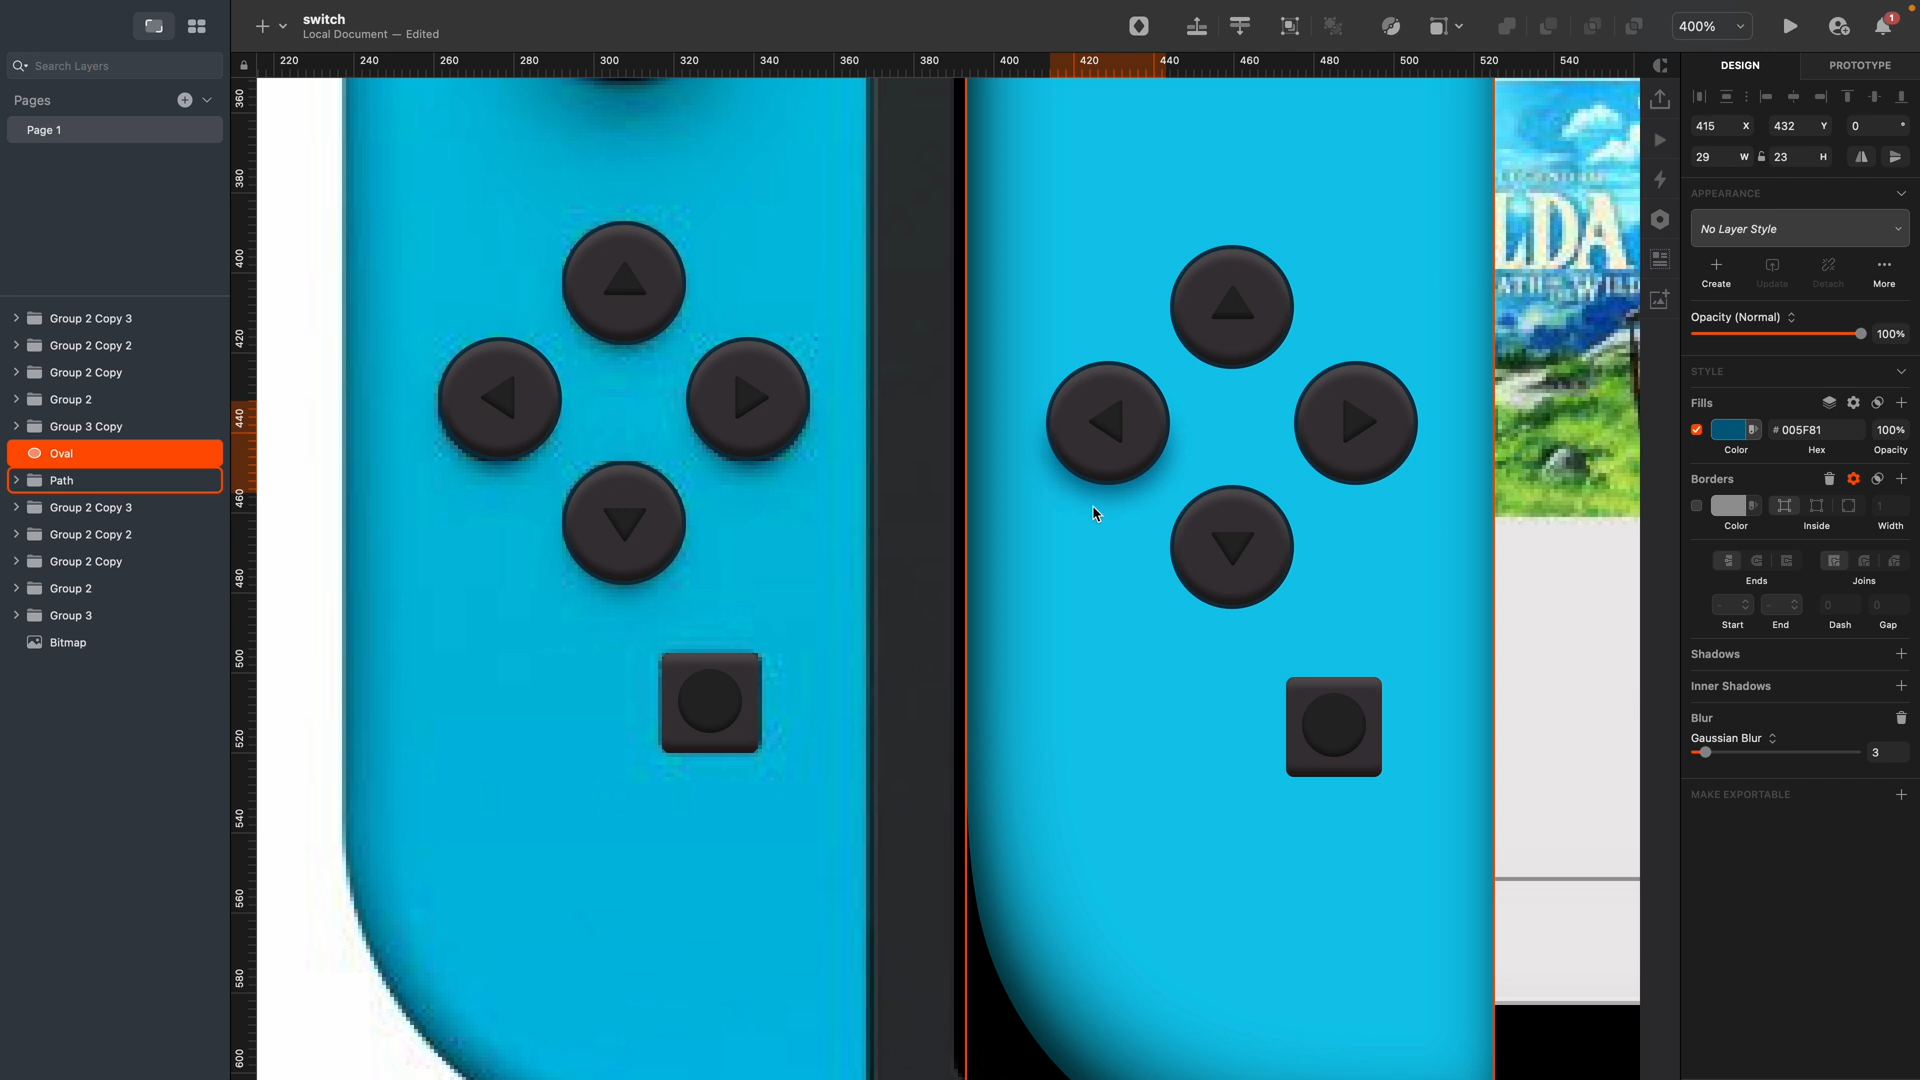 switch
Local Document — Edited
400%
1
DESIGN
PROTOTYPE
Search Layers
Pages
Page 1
220 240 260 280 300 320 340 360 380 400 420 440 460 480 500 520 540
360
380
400
420
440
460
480
500
520
540
560
580
600
Group 2 Copy 3
Group 2 Copy 2
Group 2 Copy
Group 2
Group 3 Copy
Oval
Path
Group 2 Copy 3
Group 2 Copy 2
Group 2 Copy
Group 2
Group 3
Bitmap
LDA
415 X 432 Y 0 °
29 W 23 H
APPEARANCE
No Layer Style
Create Update Detach More
Opacity (Normal)
100%
STYLE
Fills
# 005F81 100%
Color Hex Opacity
Borders
1
Color Inside Width
Ends Joins
- - 0 0
Start End Dash Gap
Shadows
Inner Shadows
Blur
Gaussian Blur
3
MAKE EXPORTABLE